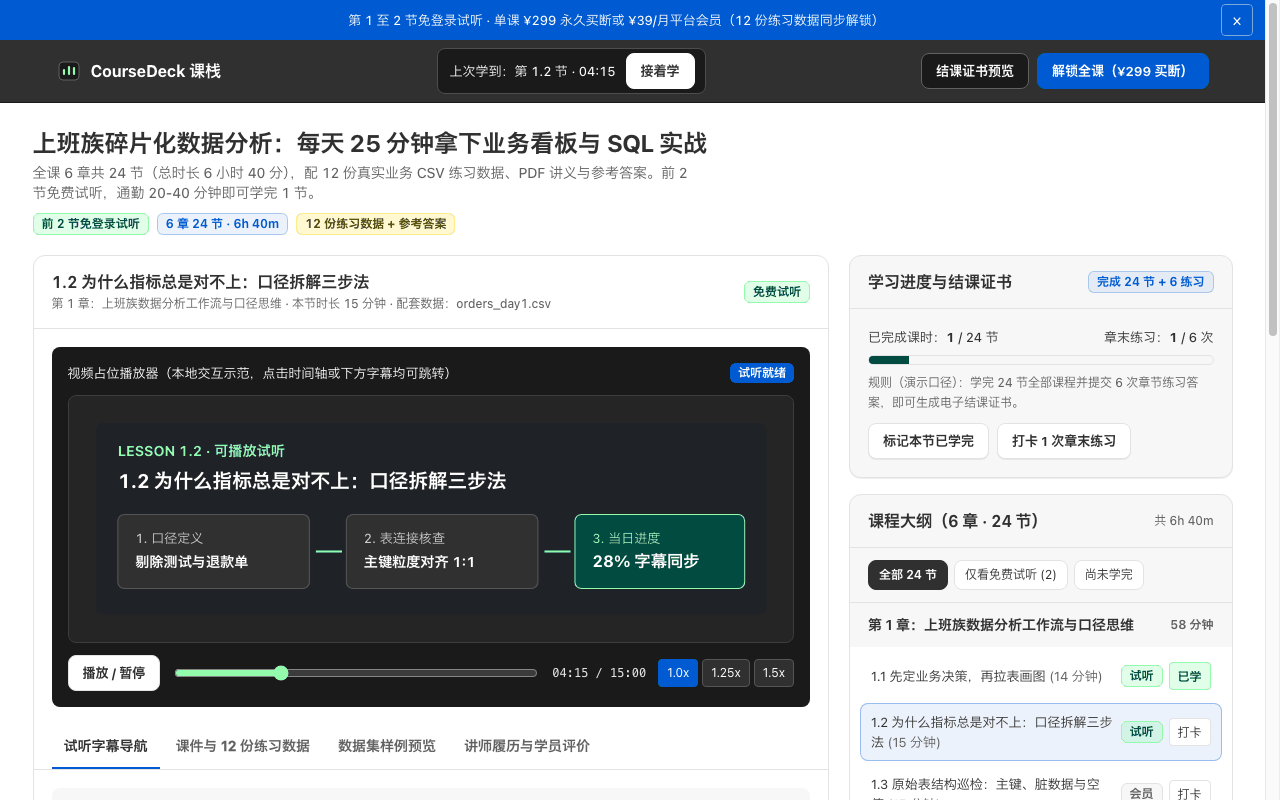 第 1 至 2 节免登录试听 · 单课 ¥299 永久买断或 ¥39/月平台会员（12 份练习数据同步解锁）
×
CourseDeck 课栈
上次学到：第 1.2 节 · 04:15
接着学
结课证书预览
解锁全课（¥299 买断）
上班族碎片化数据分析：每天 25 分钟拿下业务看板与 SQL 实战
全课 6 章共 24 节（总时长 6 小时 40 分），配 12 份真实业务 CSV 练习数据、PDF 讲义与参考答案。前 2
节免费试听，通勤 20-40 分钟即可学完 1 节。
前 2 节免登录试听
6 章 24 节 · 6h 40m
12 份练习数据 + 参考答案
1.2 为什么指标总是对不上：口径拆解三步法
第 1 章：上班族数据分析工作流与口径思维 · 本节时长 15 分钟 · 配套数据：orders_day1.csv
免费试听
视频占位播放器（本地交互示范，点击时间轴或下方字幕均可跳转）
试听就绪
LESSON 1.2 · 可播放试听
1.2 为什么指标总是对不上：口径拆解三步法
1. 口径定义
剔除测试与退款单
2. 表连接核查
主键粒度对齐 1:1
3. 当日进度
28% 字幕同步
播放 / 暂停
04:15 / 15:00
1.0x
1.25x
1.5x
试听字幕导航
课件与 12 份练习数据
数据集样例预览
讲师履历与学员评价
学习进度与结课证书
完成 24 节 + 6 练习
已完成课时：1 / 24 节
章末练习：1 / 6 次
规则（演示口径）：学完 24 节全部课程并提交 6 次章节练习答
案，即可生成电子结课证书。
标记本节已学完
打卡 1 次章末练习
课程大纲（6 章 · 24 节）
共 6h 40m
全部 24 节
仅看免费试听 (2)
尚未学完
第 1 章：上班族数据分析工作流与口径思维
58 分钟
1.1 先定业务决策，再拉表画图 (14 分钟)
试听
已学
1.2 为什么指标总是对不上：口径拆解三步
法 (15 分钟)
试听
打卡
1.3 原始表结构巡检：主键、脏数据与空
会员
打卡